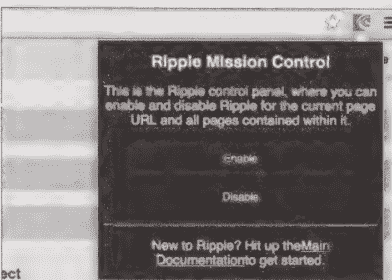 Ripple Mission Control
This is the Ripple control panel, where you can
enable and disable Ripple for the current page
URL and all pages contained within it.
Enable
Disable
New to Ripple? Hit up theMain
Documentationto get started.
ect